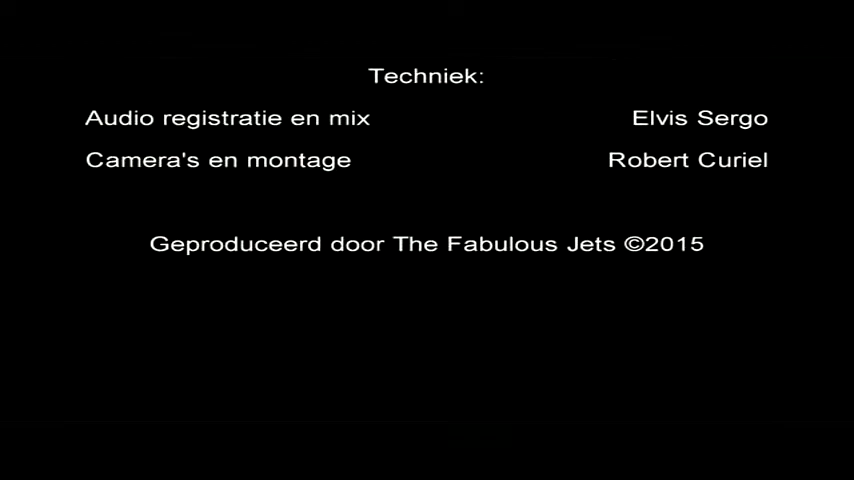 Techniek:
Audio registratie en mix Elvis Sergo
Camera's en montage Robert Curiel
Geproduceerd door The Fabulous Jets ©2015